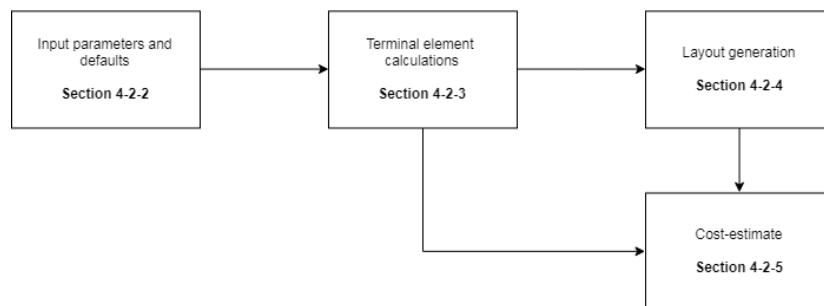 Input parameters and
defaults
Section 4-2-2
Terminal element
calculations
Section 4-2-3
Layout generation
Section 4-2-4
Cost-estimate
Section 4-2-5